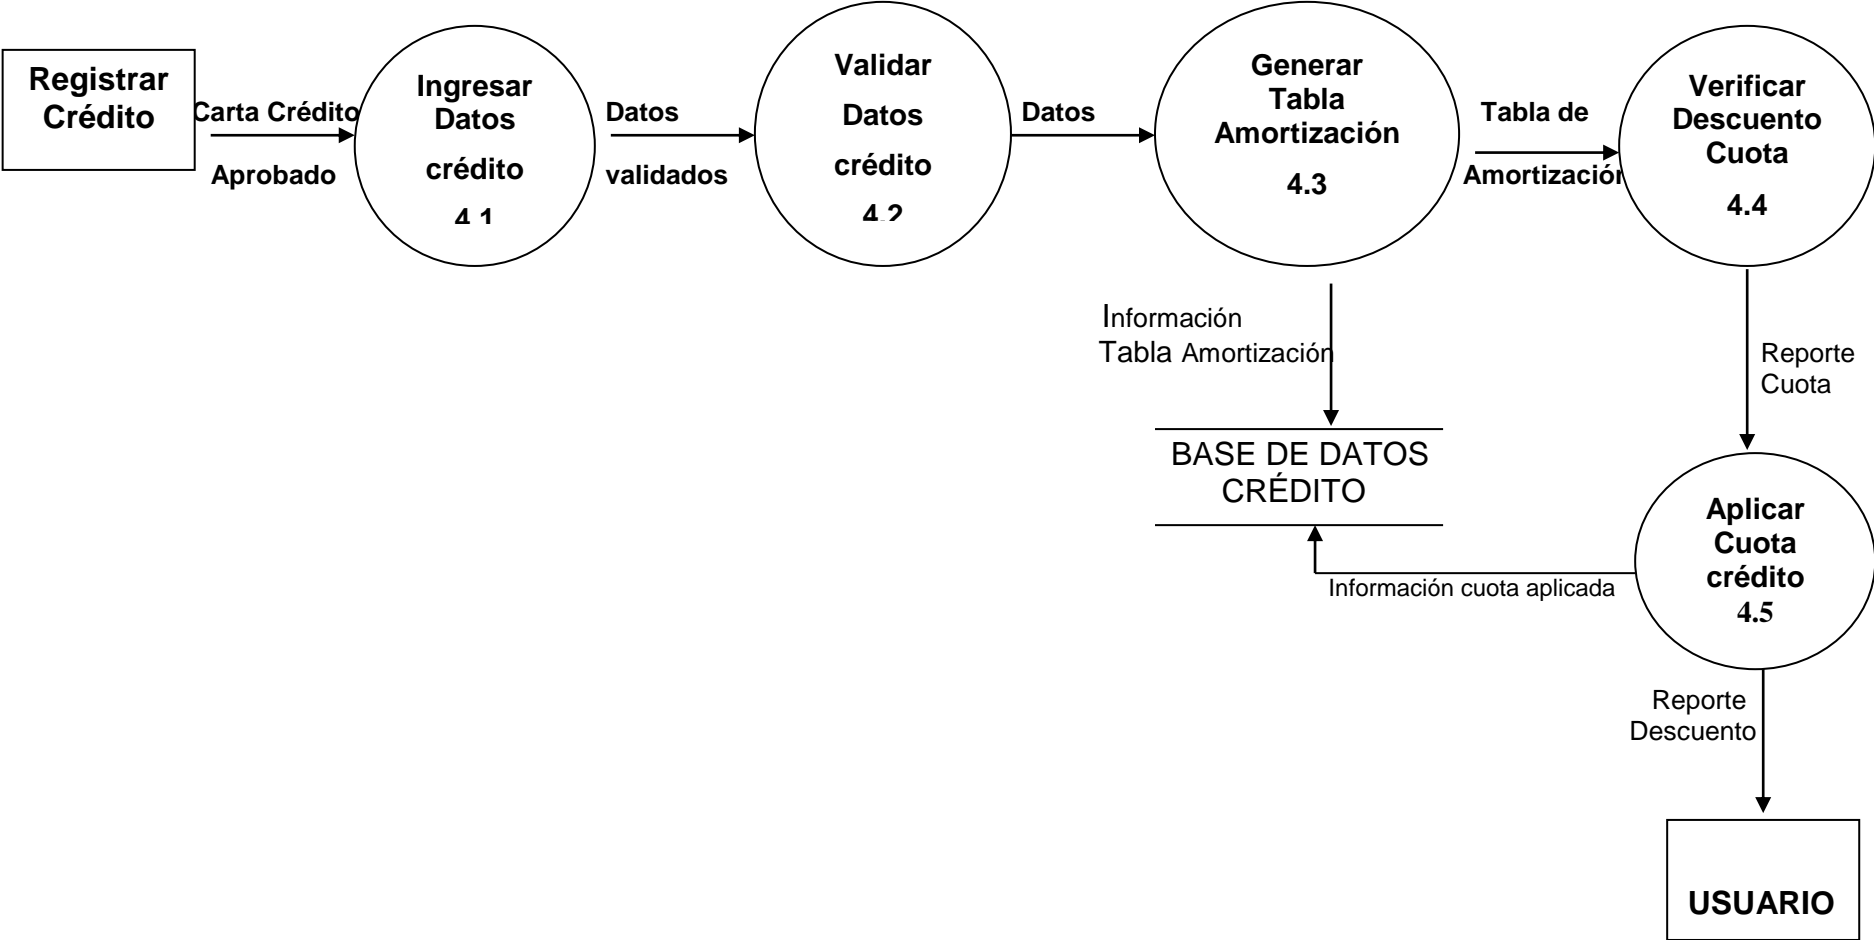 Registrar
Crédito
Carta Crédito
Aprobado
Ingresar
Datos
crédito
4.1
Datos
validados
Validar
Datos
crédito
4.2
Datos
Generar
Tabla
Amortización
4.3
Tabla de
Amortización
Verificar
Descuento
Cuota
4.4
Información
Tabla Amortización
Reporte
Cuota
BASE DE DATOS
CRÉDITO
Aplicar
Cuota
crédito
4.5
Información cuota aplicada
Reporte
Descuento
USUARIO